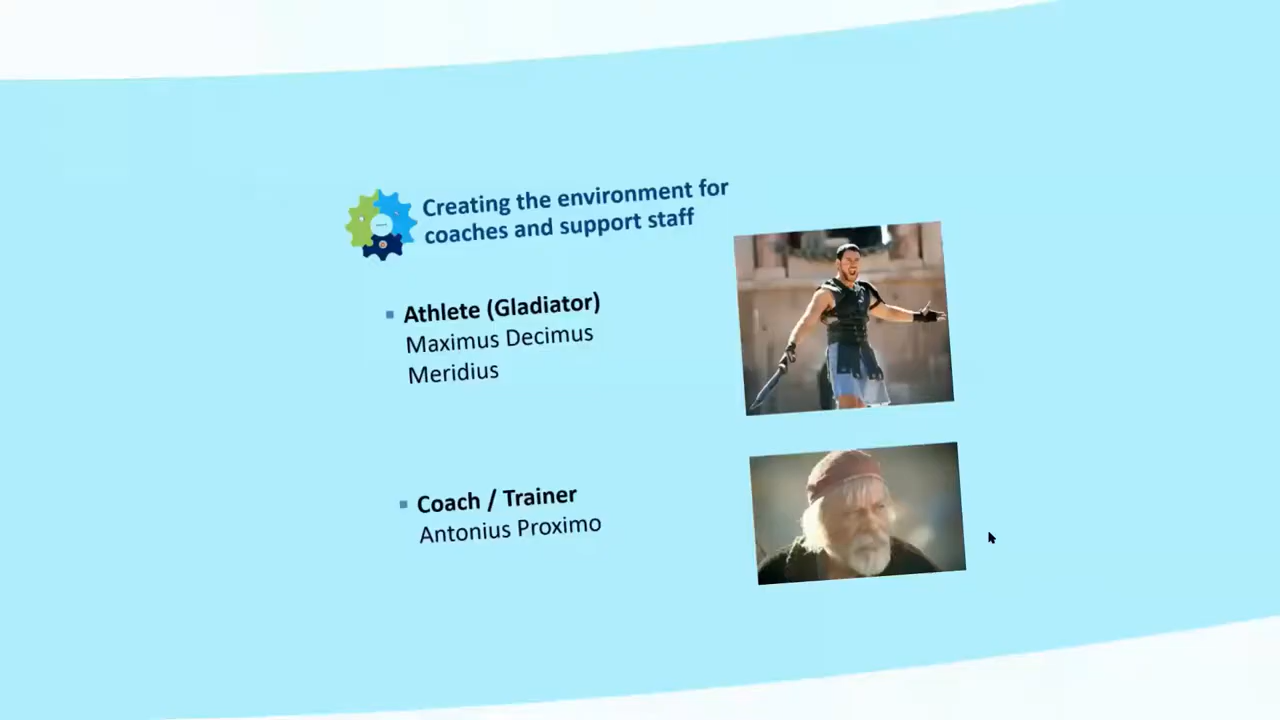 Creating the environment for
coaches and support staff
Athlete (Gladiator)
Maximus Decimus
Meridius
Coach / Trainer
Antonius Proximo